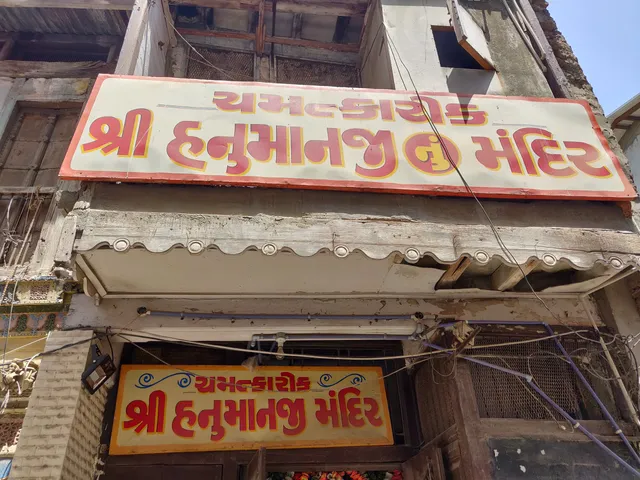 ચમત્કારીક
શ્રી હનુમાનજી નુ મંદિર
ચમત્કારીક
શ્રી હનુમાનજી મંદિર